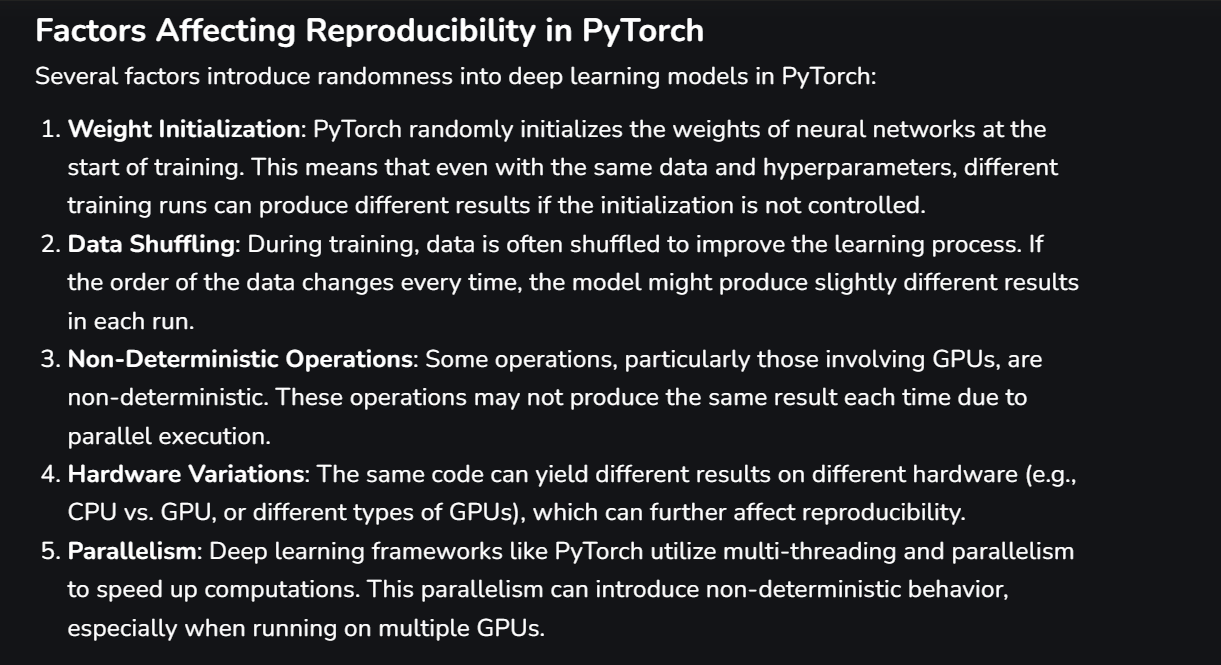 Factors Affecting Reproducibility in PyTorch
Several factors introduce randomness into deep learning models in PyTorch:
1. Weight Initialization: PyTorch randomly initializes the weights of neural networks at the
start of training. This means that even with the same data and hyperparameters, different
training runs can produce different results if the initialization is not controlled.
2. Data Shuffling: During training, data is often shuffled to improve the learning process. If
the order of the data changes every time, the model might produce slightly different results
in each run.
3. Non-Deterministic Operations: Some operations, particularly those involving GPUs, are
non-deterministic. These operations may not produce the same result each time due to
parallel execution.
4. Hardware Variations: The same code can yield different results on different hardware (e.g.,
CPU vs. GPU, or different types of GPUs), which can further affect reproducibility.
5. Parallelism: Deep learning frameworks like PyTorch utilize multi-threading and parallelism
to speed up computations. This parallelism can introduce non-deterministic behavior,
especially when running on multiple GPUs.